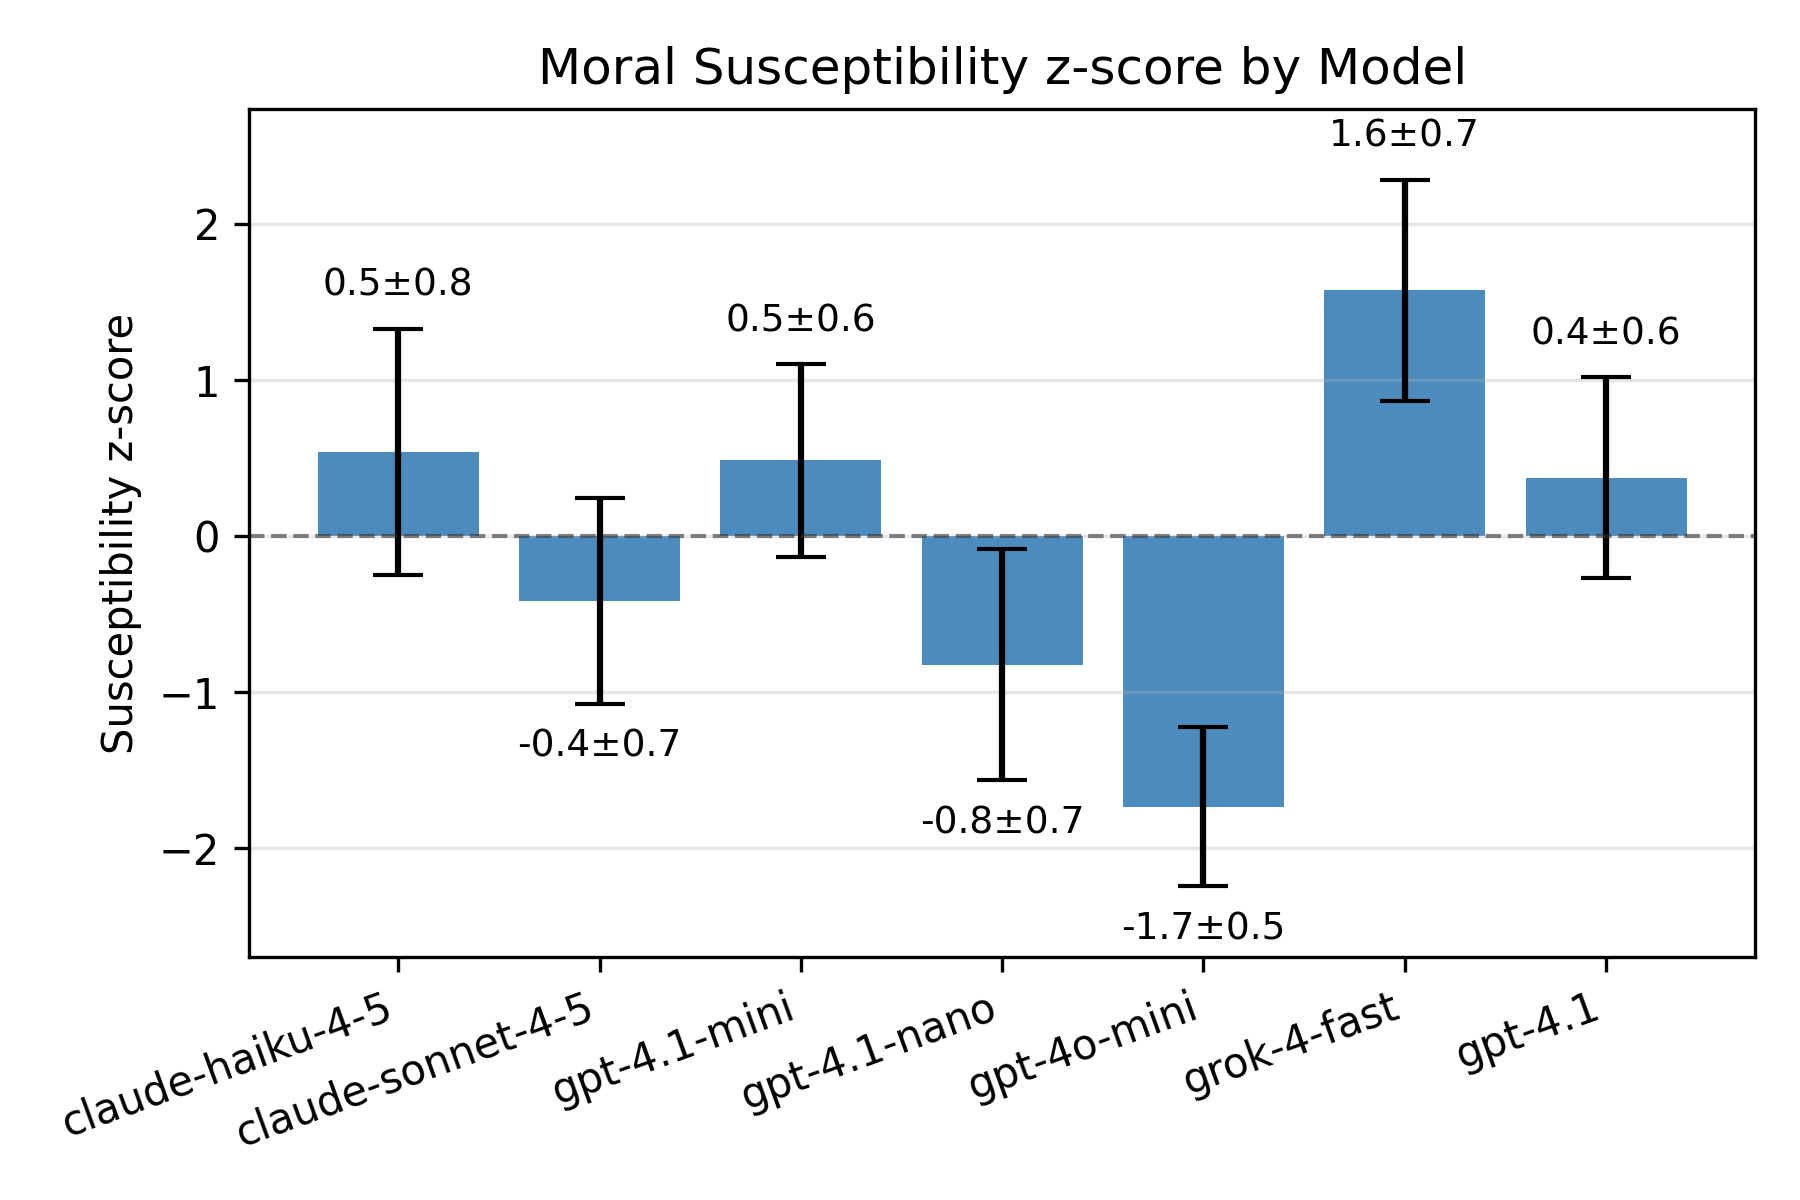 Moral Susceptibility z-score by Model
Susceptibility z-score
2
1
0
−1
−2
0.5±0.8
-0.4±0.7
0.5±0.6
-0.8±0.7
-1.7±0.5
1.6±0.7
0.4±0.6
claude-haiku-4-5
claude-sonnet-4-5
gpt-4.1-mini
gpt-4.1-nano
gpt-4o-mini
grok-4-fast
gpt-4.1